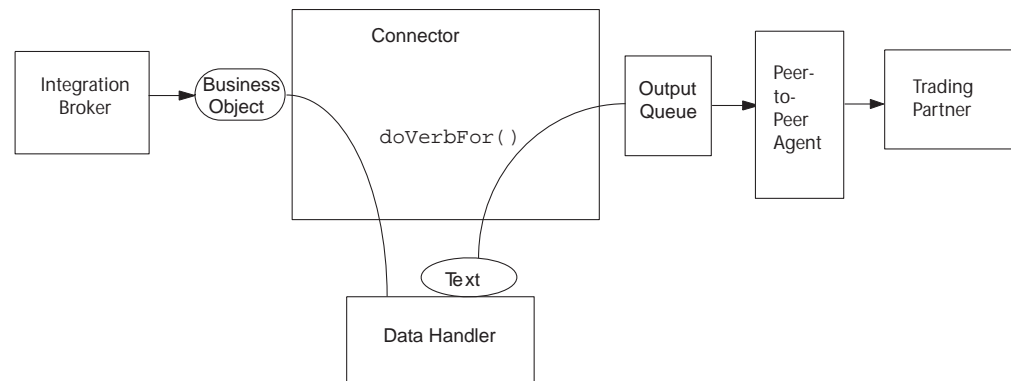 Connector
Integration
Broker
Business
Object
doVerbFor()
Output
Queue
Peer-
to-
Peer
Agent
Trading
Partner
Text
Data Handler